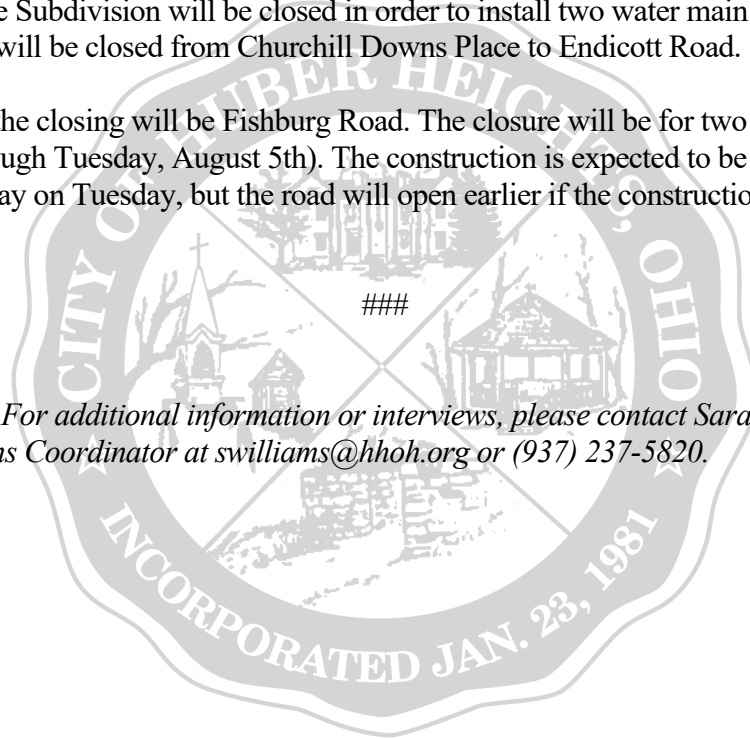 e Subdivision will be closed in order to install two water main
will be closed from Churchill Downs Place to Endicott Road.
the closing will be Fishburg Road. The closure will be for two
ough Tuesday, August 5th). The construction is expected to be
ay on Tuesday, but the road will open earlier if the constructio
###
For additional information or interviews, please contact Sara
ns Coordinator at swilliams@hhoh.org or (937) 237-5820.
CITY OF HUBER HEIGHTS, OHIO
INCORPORATED JAN. 23, 1981